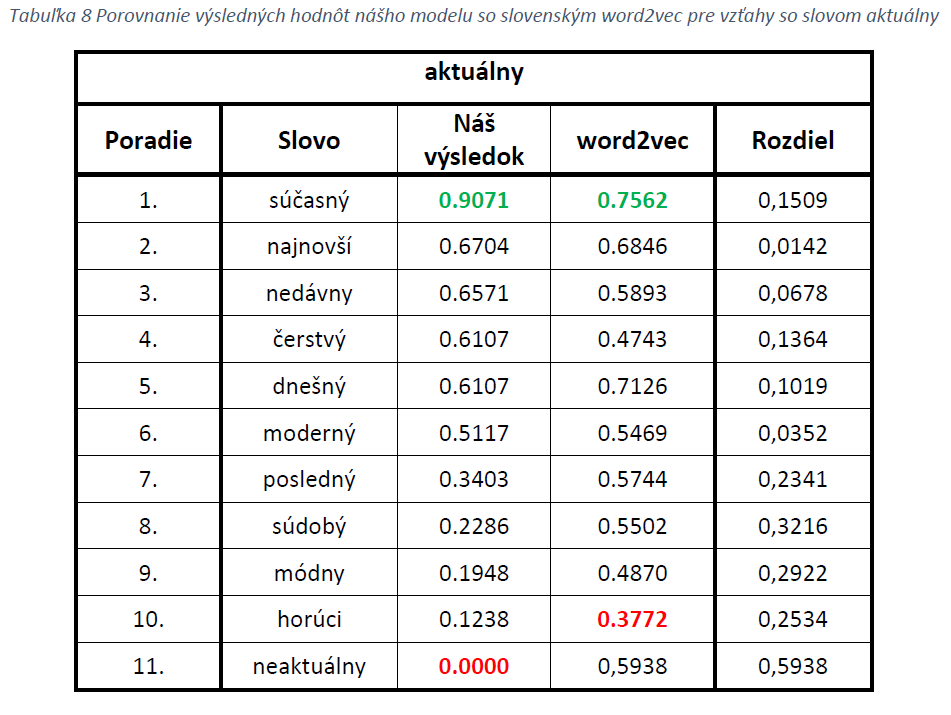 Tabuľka 8 Porovnanie výsledných hodnôt nášho modelu so slovenským word2vec pre vzťahy so slovom aktuálny
aktuálny
Poradie Slovo Náš výsledok word2vec Rozdiel
1. súčasný 0.9071 0.7562 0,1509
2. najnovší 0.6704 0.6846 0,0142
3. nedávny 0.6571 0.5893 0,0678
4. čerstvý 0.6107 0.4743 0,1364
5. dnešný 0.6107 0.7126 0,1019
6. moderný 0.5117 0.5469 0,0352
7. posledný 0.3403 0.5744 0,2341
8. súdobý 0.2286 0.5502 0,3216
9. módny 0.1948 0.4870 0,2922
10. horúci 0.1238 0.3772 0,2534
11. neaktuálny 0.0000 0,5938 0,5938